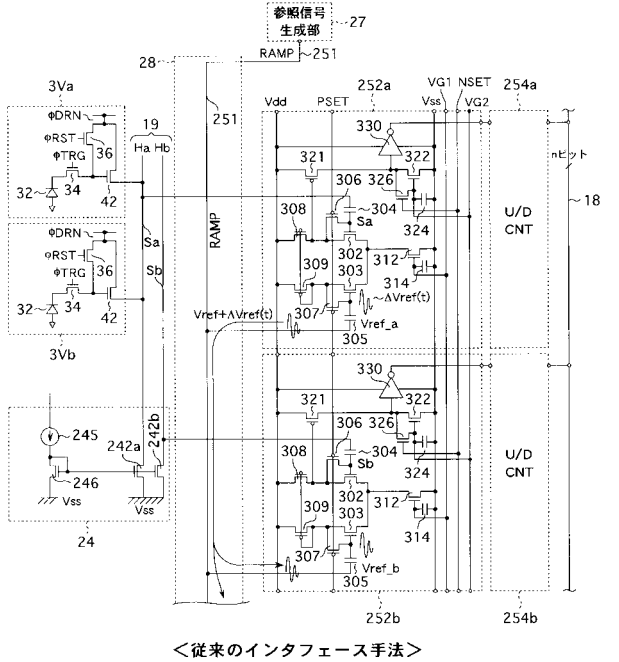 参照信号
生成部
27
RAMP
251
28
3Va
φDRN
φRST
φTRG
36
32
34
42
19
Ha Hb
Sa
Sb
251
RAMP
φDRN
φRST
φTRG
36
32
34
42
3Vb
245
246
242a
242b
Vss
Vss
24
252a
VG1 NSET
254a
Vdd
PSET
Vss
VG2
330
321
322
306
326
304
308
Sa
324
302
303
312
309
314
307
~ΔVref(t)
Vref+ΔVref(t)
Vref_a
305
U/D
CNT
nビット
18
330
321
322
306
326
304
308
Sb
324
302
303
312
309
314
307
Vref_b
305
U/D
CNT
252b
254b
＜従来のインタフェース手法＞